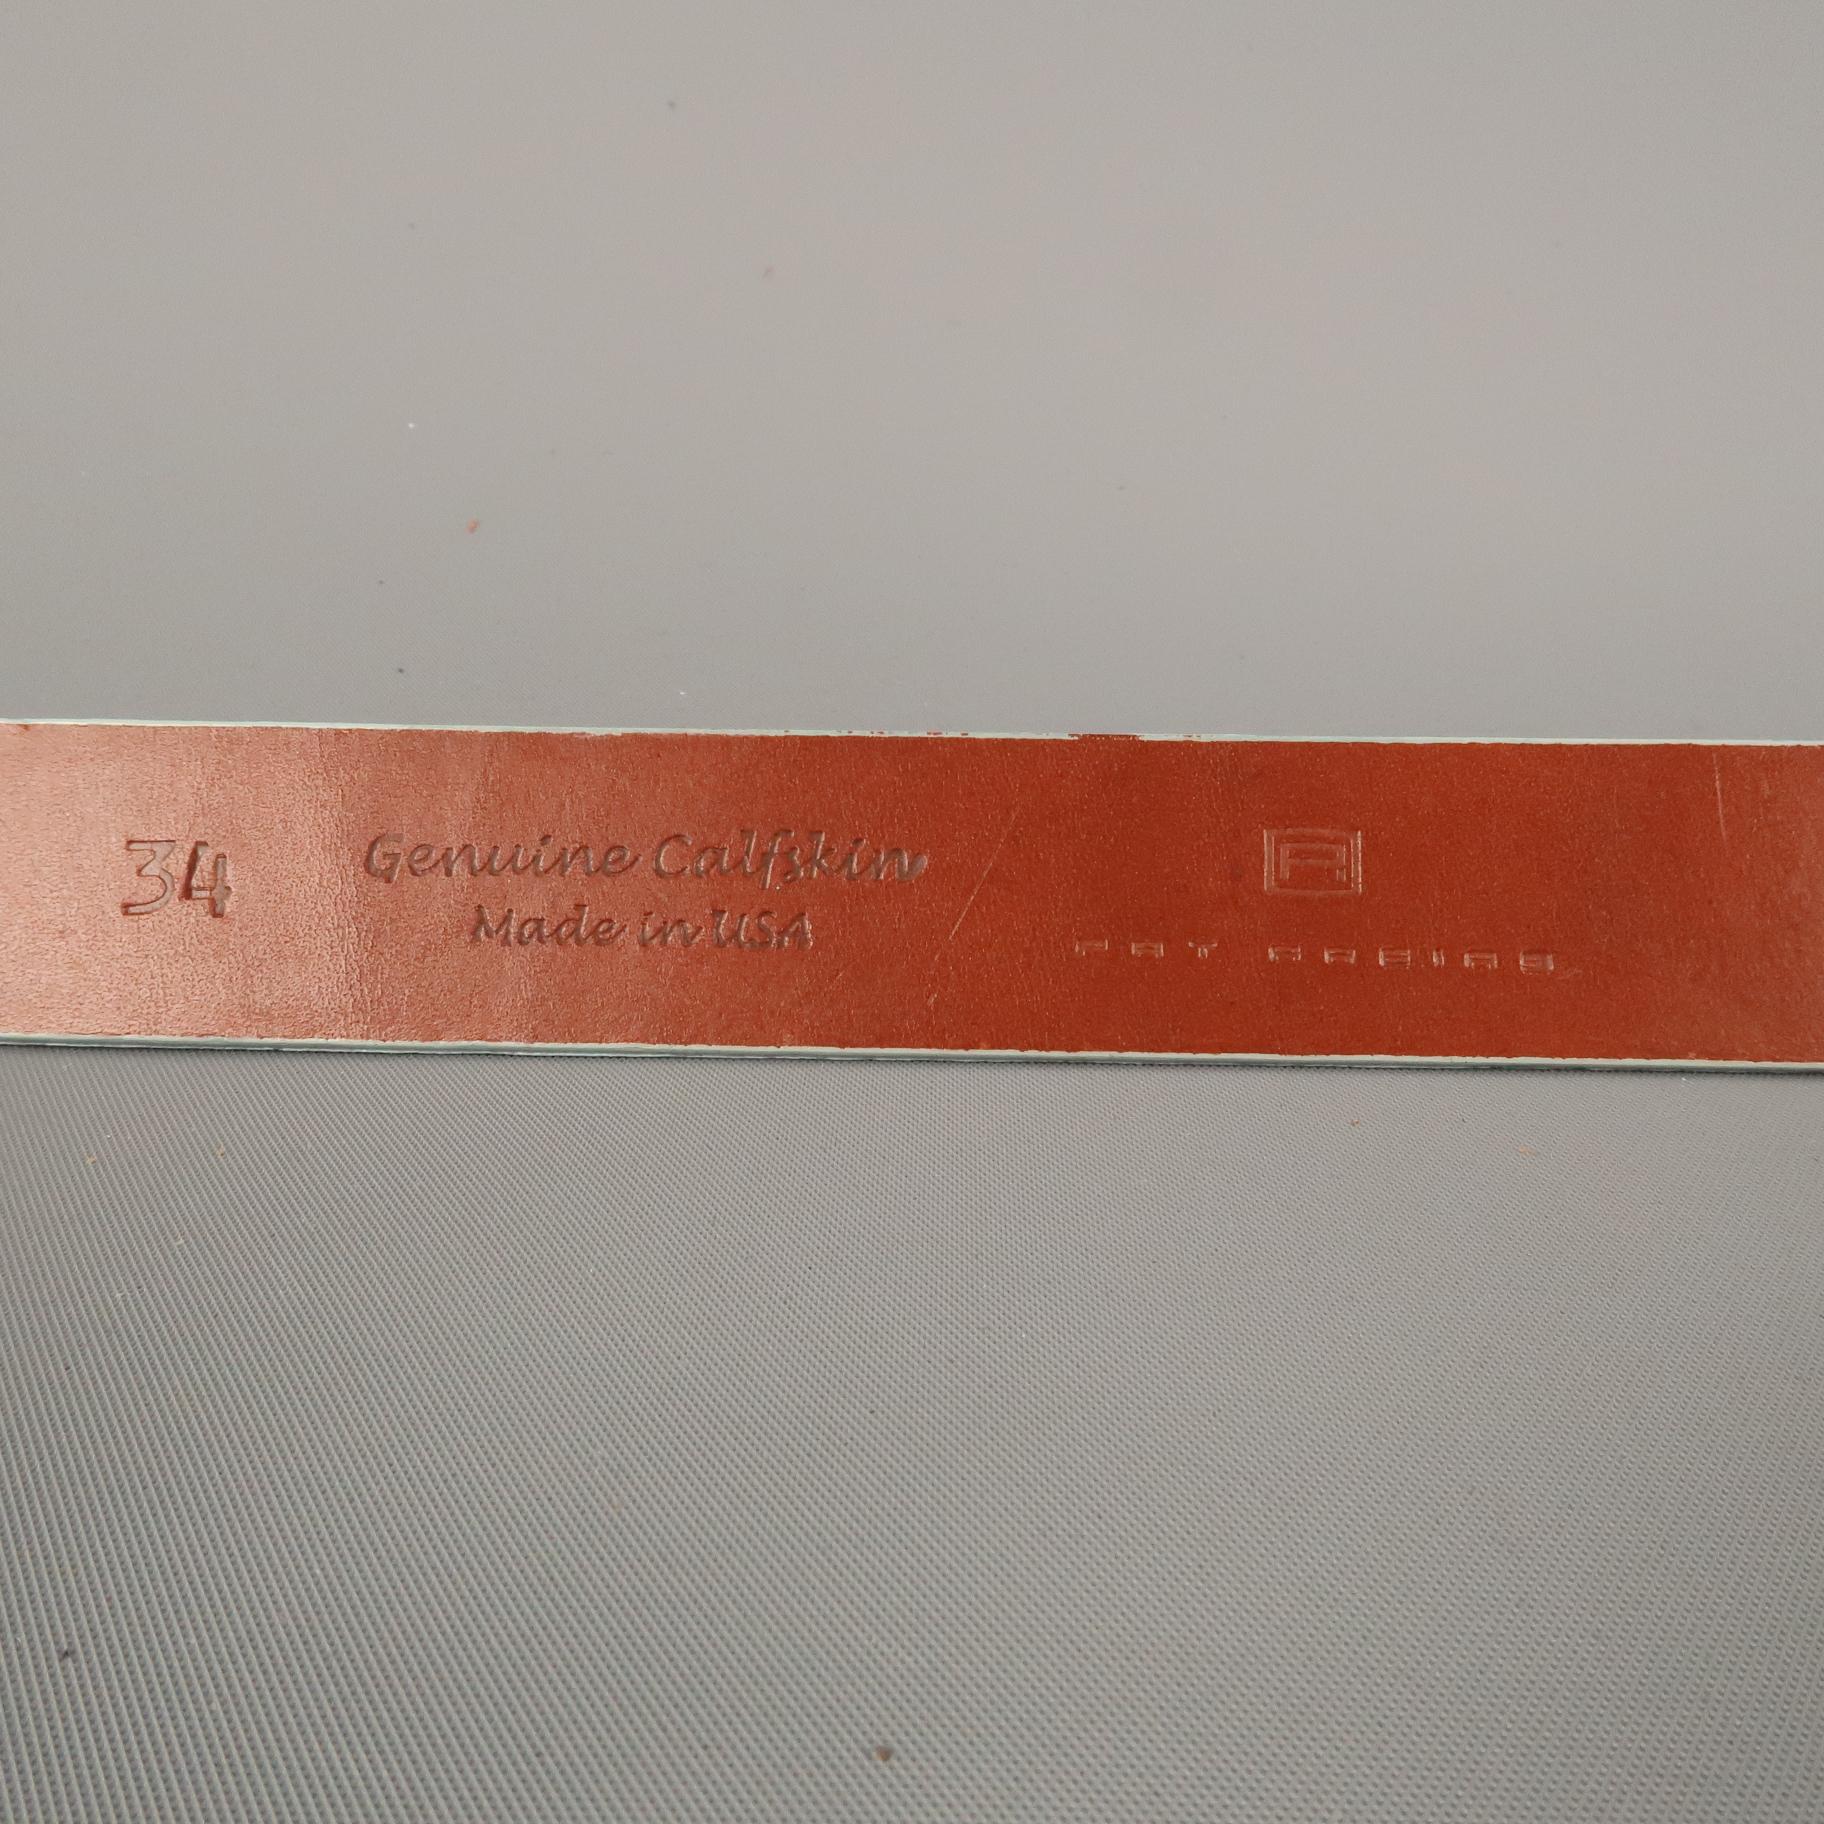 34
Genuine Calfskin
Made in USA
R